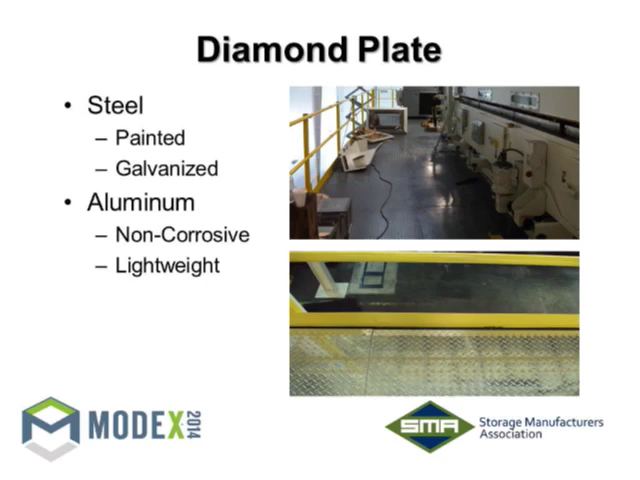 Diamond Plate
• Steel
– Painted
– Galvanized
• Aluminum
– Non-Corrosive
– Lightweight
MODEX 2014
SMA Storage Manufacturers
Association